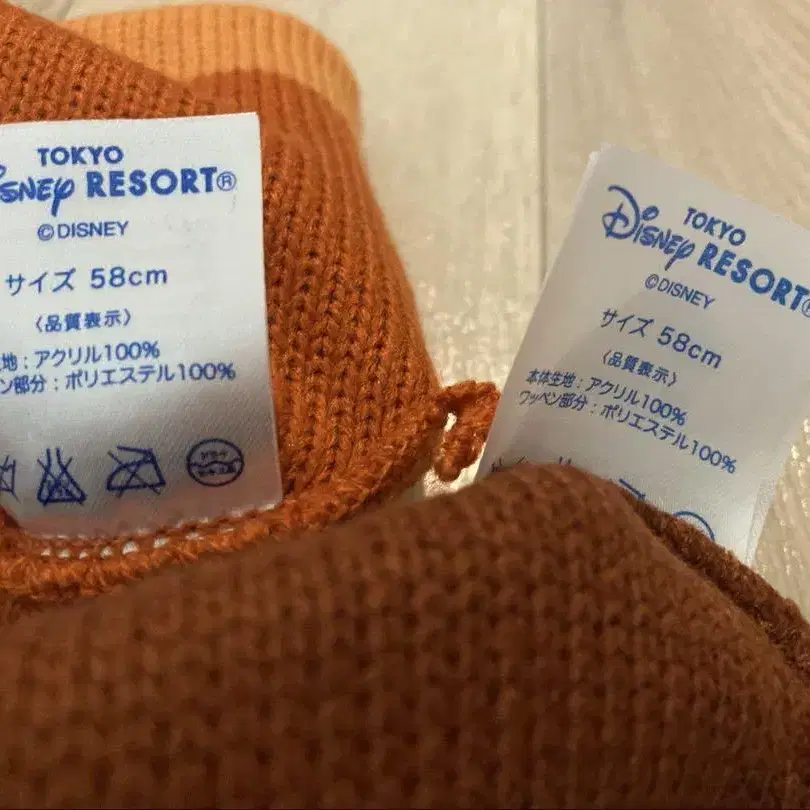 TOKYO
DISNEY RESORT®
©DISNEY
サイズ 58cm
〈品質表示〉
地:アクリル100%
ン部分:ポリエステル100%
TOKYO
DISNEY RESORT®
©DISNEY
サイズ 58cm
〈品質表示〉
本体生地:アクリル100%
ワッペン部分:ポリエステル100%